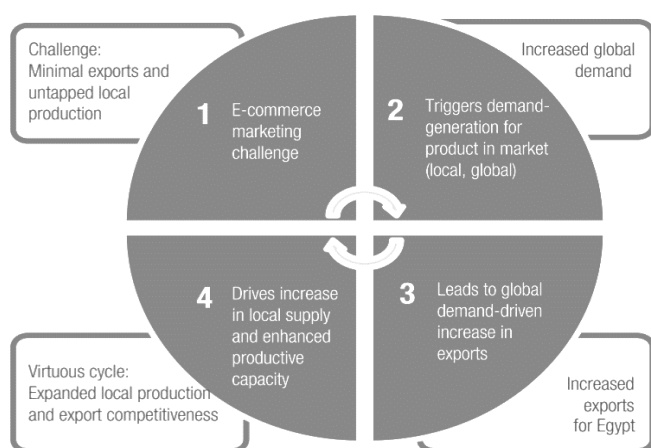 Challenge:
Minimal exports and
untapped local
production
1
E-commerce
marketing
challenge
2
Triggers demand-
generation for
product in market
(local, global)
Increased global
demand
4
Drives increase
in local supply
and enhanced
productive
capacity
3
Leads to global
demand-driven
increase in
exports
Virtuous cycle:
Expanded local production
and export competitiveness
Increased
exports
for Egypt